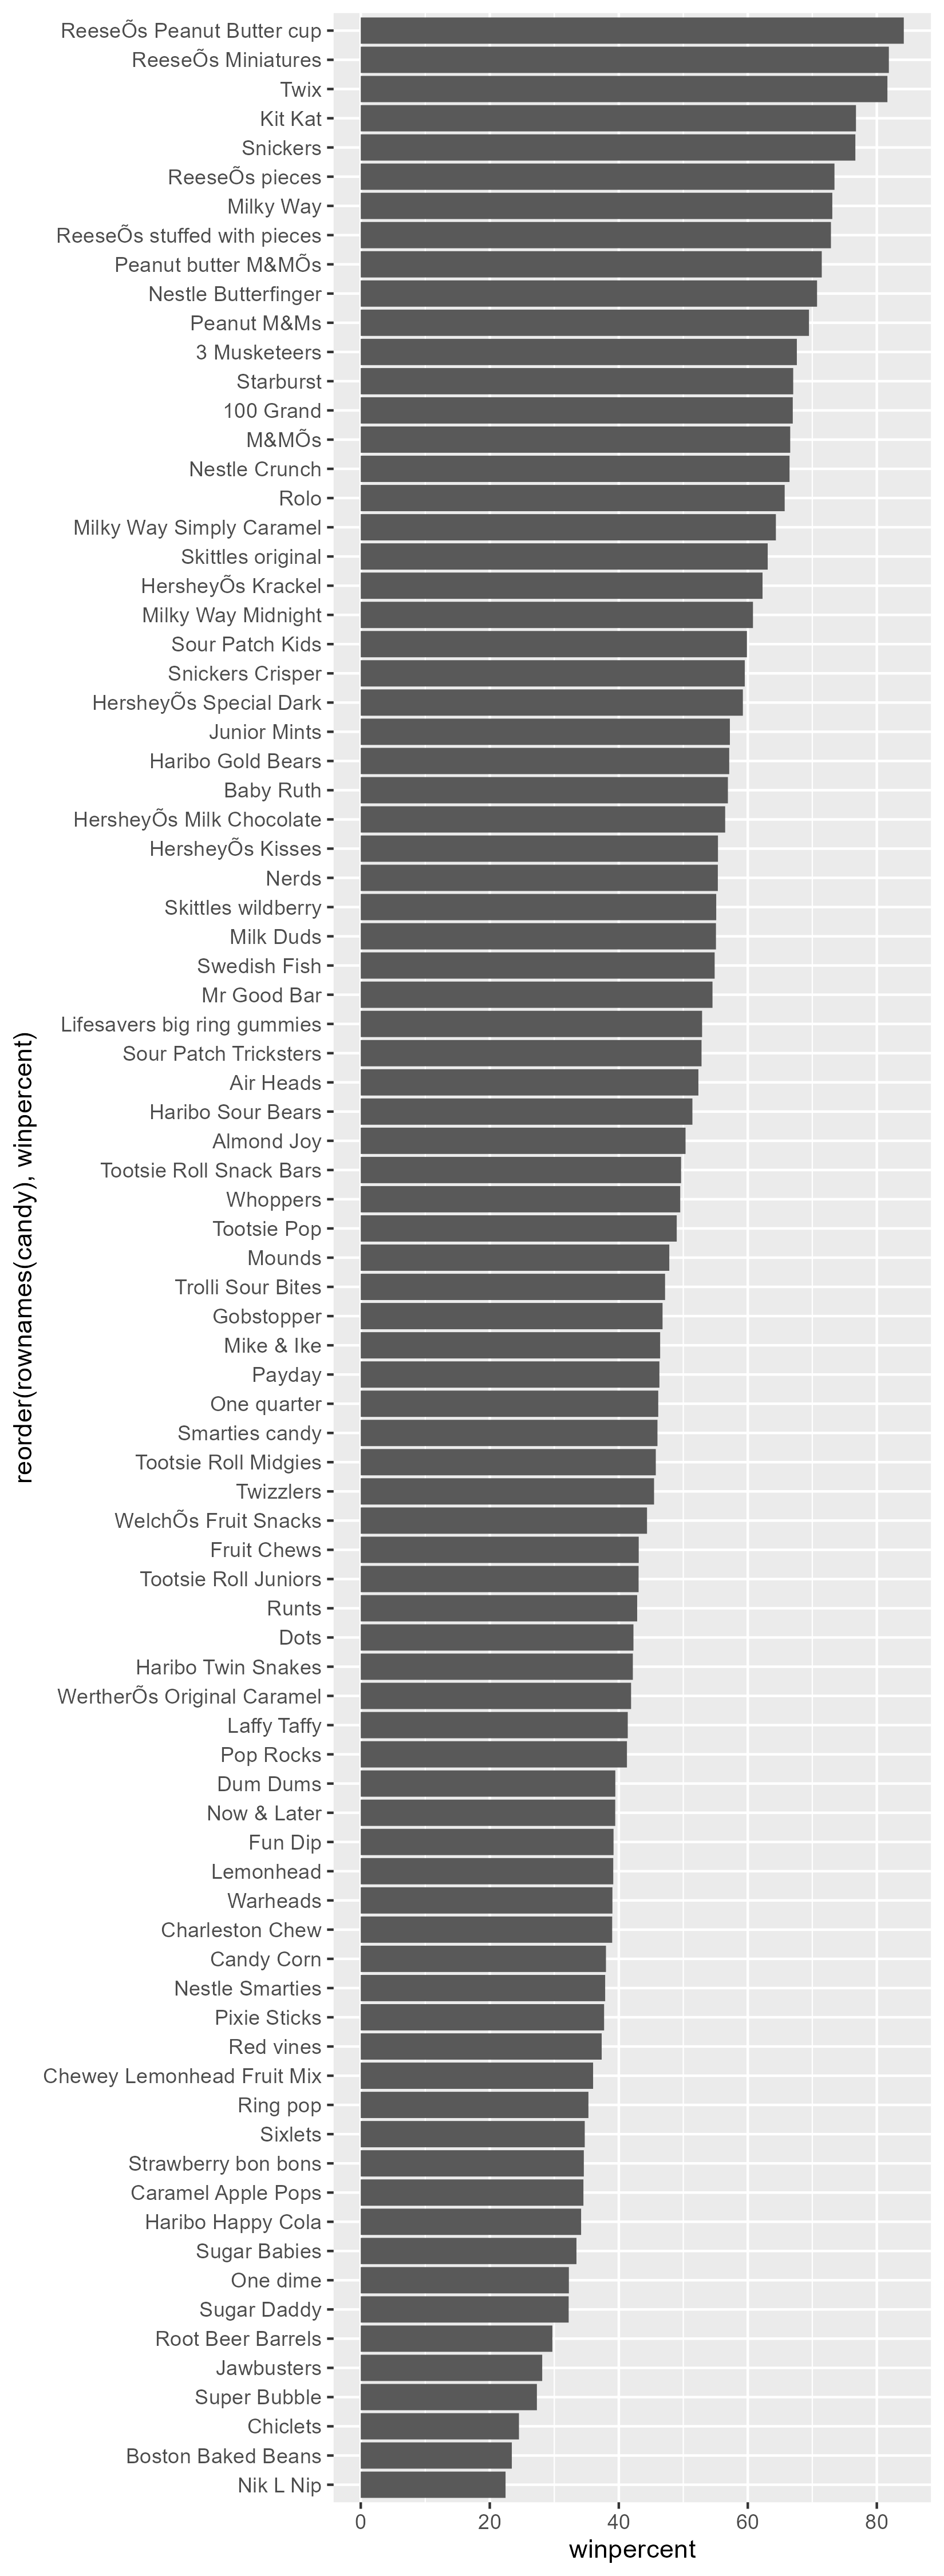 ReeseÕs Peanut Butter cup
ReeseÕs Miniatures
Twix
Kit Kat
Snickers
ReeseÕs pieces
Milky Way
ReeseÕs stuffed with pieces
Peanut butter M&MÕs
Nestle Butterfinger
Peanut M&Ms
3 Musketeers
Starburst
100 Grand
M&MÕs
Nestle Crunch
Rolo
Milky Way Simply Caramel
Skittles original
HersheyÕs Krackel
Milky Way Midnight
Sour Patch Kids
Snickers Crisper
HersheyÕs Special Dark
Junior Mints
Haribo Gold Bears
Baby Ruth
HersheyÕs Milk Chocolate
HersheyÕs Kisses
Nerds
Skittles wildberry
Milk Duds
Swedish Fish
Mr Good Bar
Lifesavers big ring gummies
Sour Patch Tricksters
Air Heads
Haribo Sour Bears
Almond Joy
Tootsie Roll Snack Bars
Whoppers
Tootsie Pop
Mounds
Trolli Sour Bites
Gobstopper
Mike & Ike
Payday
One quarter
Smarties candy
Tootsie Roll Midgies
Twizzlers
WelchÕs Fruit Snacks
Fruit Chews
Tootsie Roll Juniors
Runts
Dots
Haribo Twin Snakes
WertherÕs Original Caramel
Laffy Taffy
Pop Rocks
Dum Dums
Now & Later
Fun Dip
Lemonhead
Warheads
Charleston Chew
Candy Corn
Nestle Smarties
Pixie Sticks
Red vines
Chewey Lemonhead Fruit Mix
Ring pop
Sixlets
Strawberry bon bons
Caramel Apple Pops
Haribo Happy Cola
Sugar Babies
One dime
Sugar Daddy
Root Beer Barrels
Jawbusters
Super Bubble
Chiclets
Boston Baked Beans
Nik L Nip
0 20 40 60 80
winpercent
reorder(rownames(candy), winpercent)